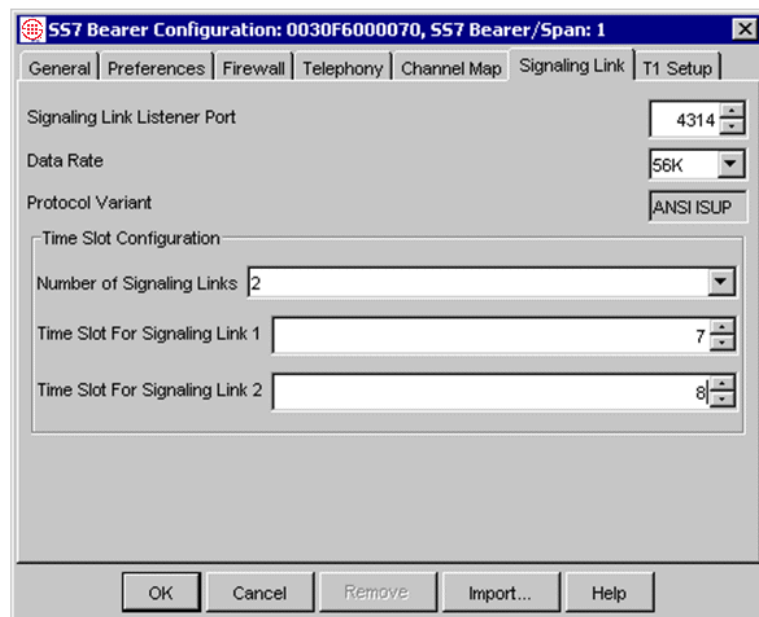 SS7 Bearer Configuration: 0030F6000070, SS7 Bearer/Span: 1
General Preferences Firewall Telephony Channel Map Signaling Link T1 Setup
Signaling Link Listener Port 4314
Data Rate 56K
Protocol Variant ANSI ISUP
Time Slot Configuration
Number of Signaling Links 2
Time Slot For Signaling Link 1 7
Time Slot For Signaling Link 2 8
OK Cancel Remove Import... Help